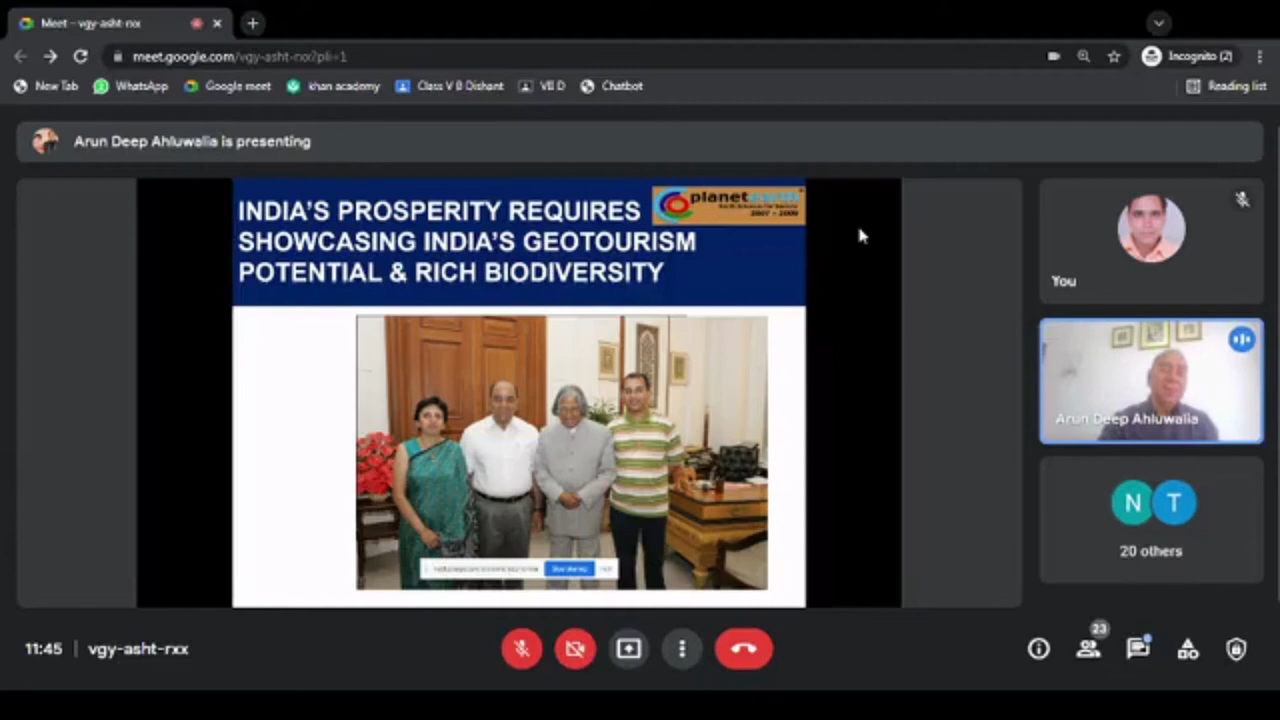 Meet – vgy-asht-rxx
meet.google.com/vgy-asht-rxx?pli=1
Incognito (2)
New Tab
WhatsApp
Google meet
khan academy
Class V B Dishant
VII D
Chatbot
Reading list
Arun Deep Ahluwalia is presenting
INDIA'S PROSPERITY REQUIRES
SHOWCASING INDIA'S GEOTOURISM
POTENTIAL & RICH BIODIVERSITY
planet earth
2007 - 2009
You
Arun Deep Ahluwalia
N T
20 others
Stop sharing
Hide
11:45
vgy-asht-rxx
23